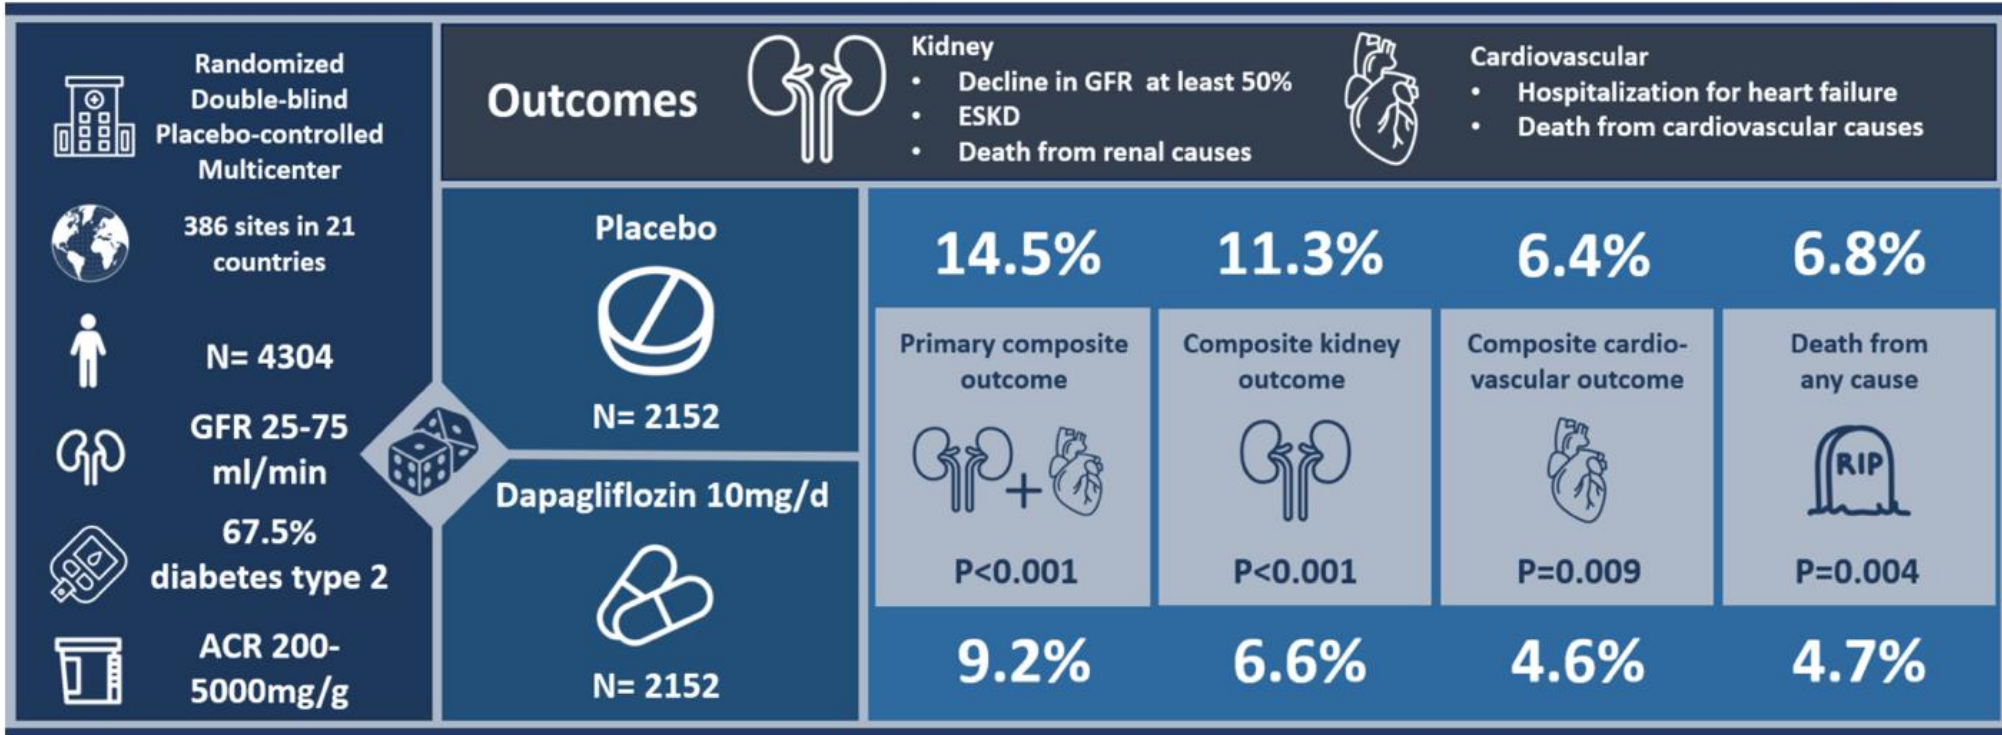 Randomized
Double-blind
Placebo-controlled
Multicenter
386 sites in 21
countries
N= 4304
GFR 25-75
ml/min
67.5%
diabetes type 2
ACR 200-
5000mg/g
Outcomes
Kidney
• Decline in GFR at least 50%
• ESKD
• Death from renal causes
Cardiovascular
• Hospitalization for heart failure
• Death from cardiovascular causes
Placebo
N= 2152
Dapagliflozin 10mg/d
N= 2152
14.5%
11.3%
6.4%
6.8%
Primary composite
outcome
P<0.001
Composite kidney
outcome
P<0.001
Composite cardio-
vascular outcome
P=0.009
Death from
any cause
RIP
P=0.004
9.2%
6.6%
4.6%
4.7%